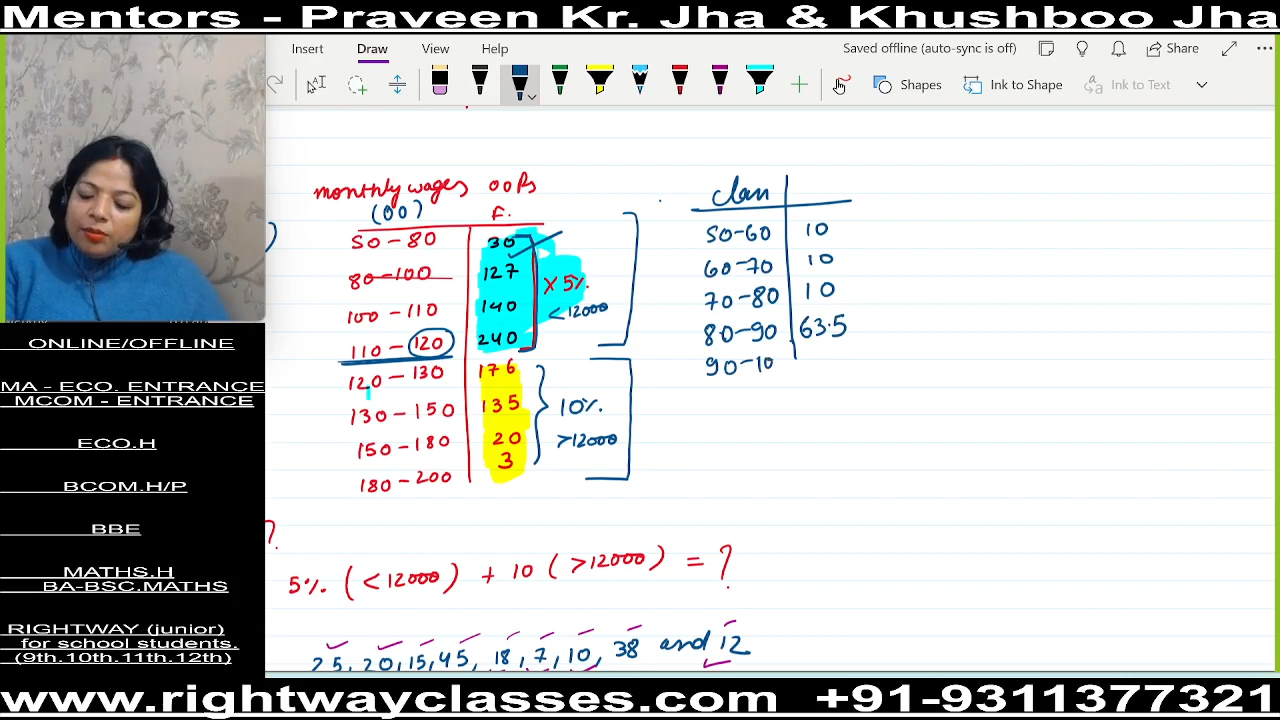 Mentors - Praveen Kr. Jha & Khushboo Jha
Insert Draw View Help Saved offline (auto-sync is off) Share
Shapes Ink to Shape Ink to Text
monthly wages oops
(00) F.
50-80 30
80-100 127
100-110 140
110-120 240
X 5%
<12000
120-130 176
130-150 135
150-180 20
180-200 3
10%
>12000
class
50-60 10
60-70 10
70-80 10
80-90 63.5
90-10
?
5% (<12000) + 10 (>12000) = ?
25, 20, 15, 45, 18, 7, 10, 38 and 12
ONLINE/OFFLINE
MA - ECO. ENTRANCE
MCOM - ENTRANCE
ECO.H
BCOM.H/P
BBE
MATHS.H
BA-BSC.MATHS
RIGHTWAY (junior)
for school students.
(9th.10th.11th.12th)
www.rightwayclasses.com +91-9311377321